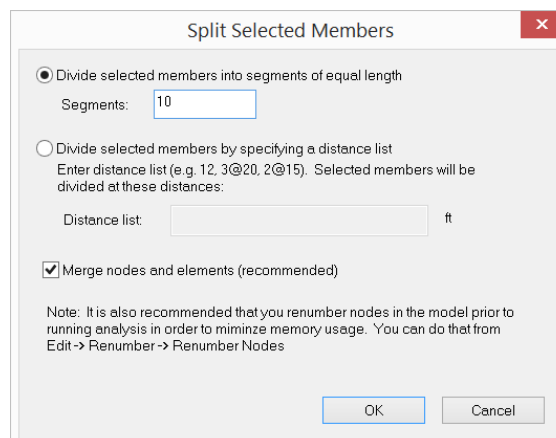 Split Selected Members
Divide selected members into segments of equal length
Segments: 10
Divide selected members by specifying a distance list
Enter distance list (e.g. 12, 3@20, 2@15). Selected members will be
divided at these distances:
Distance list: ft
Merge nodes and elements (recommended)
Note: It is also recommended that you renumber nodes in the model prior to
running analysis in order to miminze memory usage. You can do that from
Edit-> Renumber-> Renumber Nodes
OK Cancel